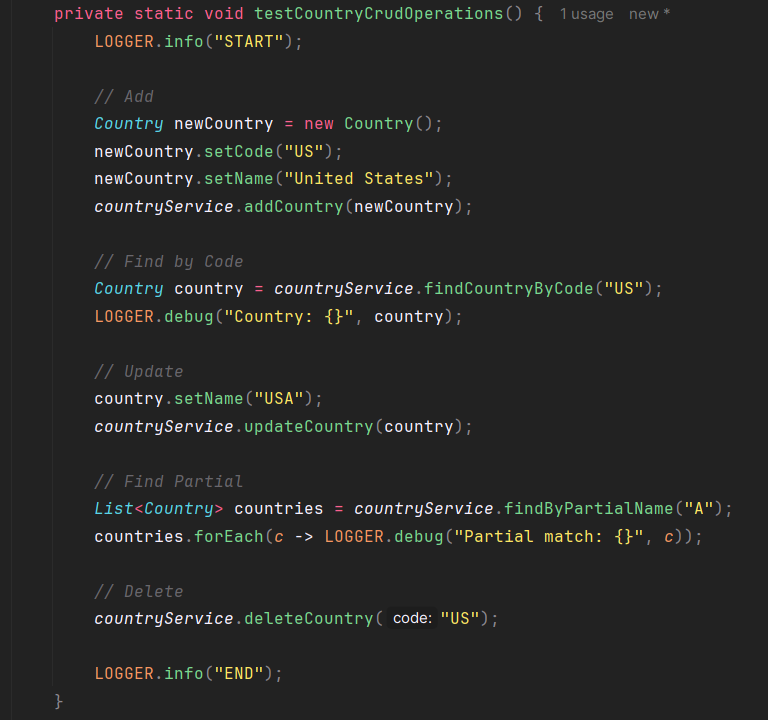 private static void testCountryCrudOperations() {  1 usage  new *
LOGGER.info("START");
// Add
Country newCountry = new Country();
newCountry.setCode("US");
newCountry.setName("United States");
countryService.addCountry(newCountry);
// Find by Code
Country country = countryService.findCountryByCode("US");
LOGGER.debug("Country: {}", country);
// Update
country.setName("USA");
countryService.updateCountry(country);
// Find Partial
List<Country> countries = countryService.findByPartialName("A");
countries.forEach(c -> LOGGER.debug("Partial match: {}", c));
// Delete
countryService.deleteCountry( code: "US");
LOGGER.info("END");
}